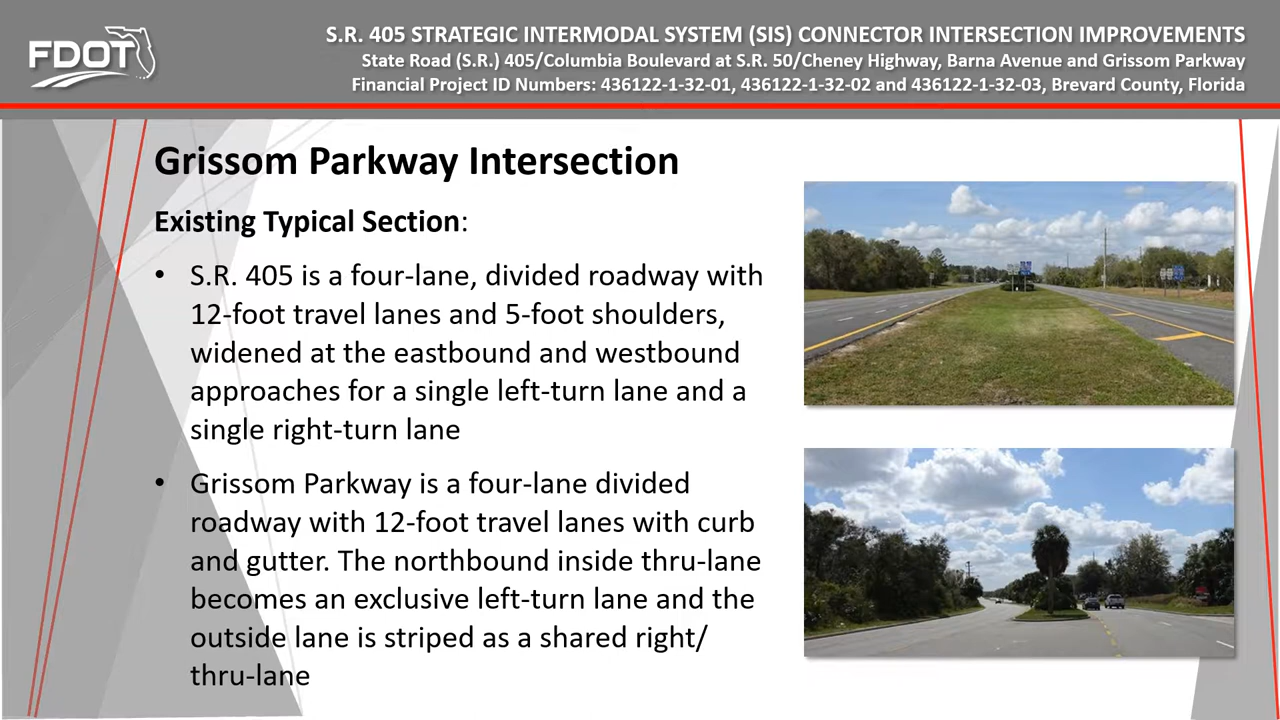 FDOT
S.R. 405 STRATEGIC INTERMODAL SYSTEM (SIS) CONNECTOR INTERSECTION IMPROVEMENTS
State Road (S.R.) 405/Columbia Boulevard at S.R. 50/Cheney Highway, Barna Avenue and Grissom Parkway
Financial Project ID Numbers: 436122-1-32-01, 436122-1-32-02 and 436122-1-32-03, Brevard County, Florida
Grissom Parkway Intersection
Existing Typical Section:
• S.R. 405 is a four-lane, divided roadway with
12-foot travel lanes and 5-foot shoulders,
widened at the eastbound and westbound
approaches for a single left-turn lane and a
single right-turn lane
• Grissom Parkway is a four-lane divided
roadway with 12-foot travel lanes with curb
and gutter. The northbound inside thru-lane
becomes an exclusive left-turn lane and the
outside lane is striped as a shared right/
thru-lane